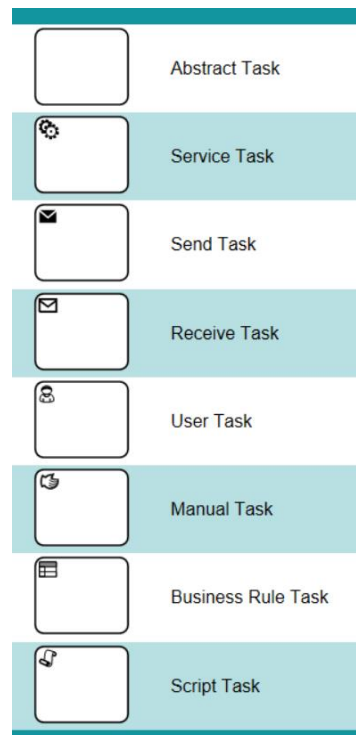 Abstract Task
Service Task
Send Task
Receive Task
User Task
Manual Task
Business Rule Task
Script Task